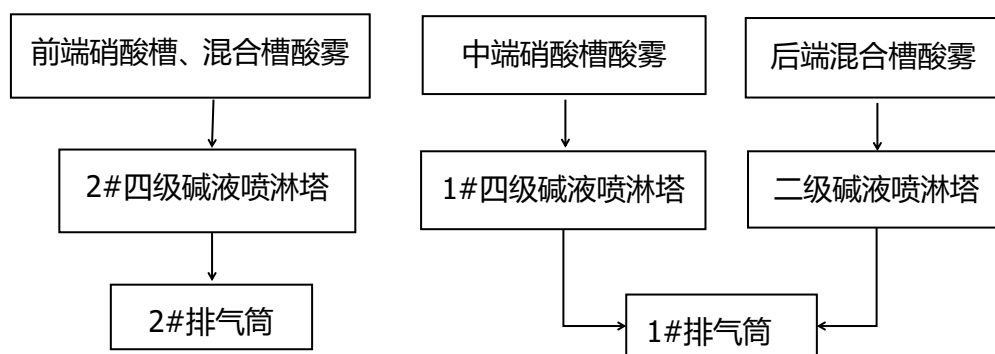 前端硝酸槽、混合槽酸雾
中端硝酸槽酸雾
后端混合槽酸雾
2#四级碱液喷淋塔
1#四级碱液喷淋塔
二级碱液喷淋塔
2#排气筒
1#排气筒